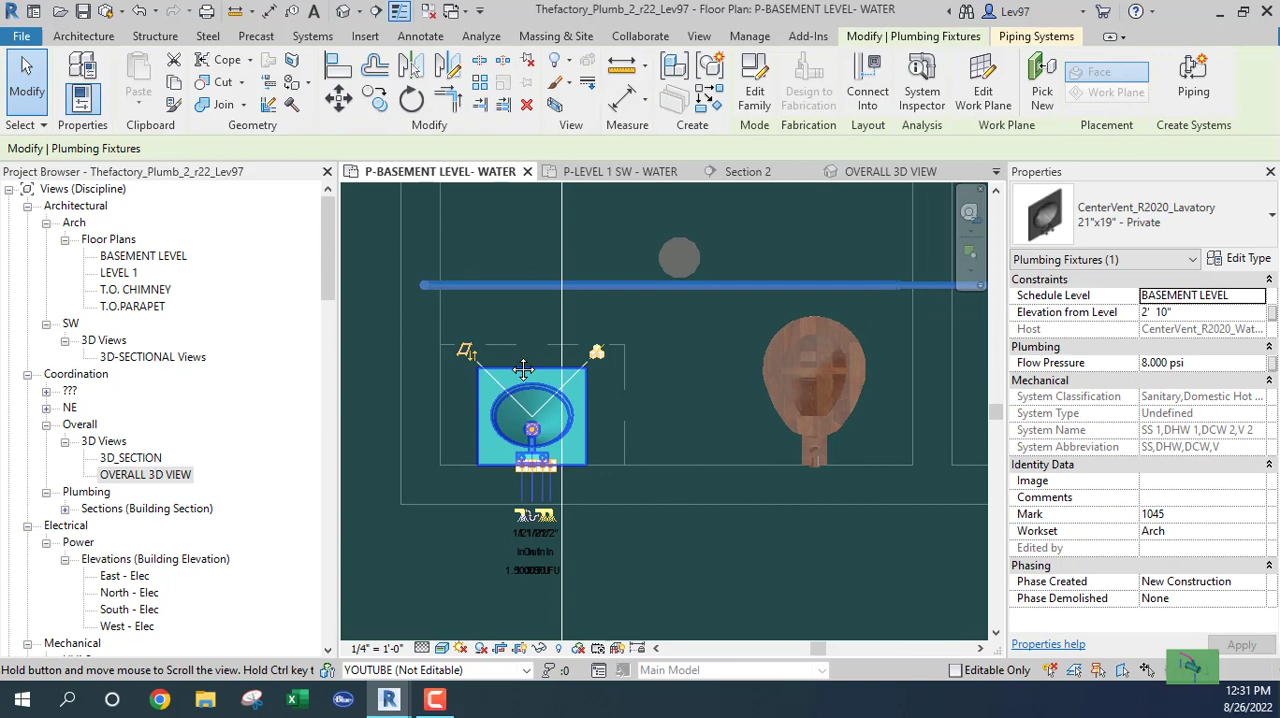 Thefactory_Plumb_2_r22_Lev97 - Floor Plan: P-BASEMENT LEVEL- WATER
Lev97
File
Architecture
Structure
Steel
Precast
Systems
Insert
Annotate
Analyze
Massing & Site
Collaborate
View
Manage
Add-Ins
Modify | Plumbing Fixtures
Piping Systems
Modify
Paste
Cope
Cut
Join
Edit
Family
Design to
Fabrication
Connect
Into
System
Inspector
Edit
Work Plane
Pick
New
Face
Work Plane
Piping
Select
Properties
Clipboard
Geometry
Modify
View
Measure
Create
Mode
Fabrication
Layout
Analysis
Work Plane
Placement
Create Systems
Modify | Plumbing Fixtures
Project Browser - Thefactory_Plumb_2_r22_Lev97
Views (Discipline)
Architectural
Arch
Floor Plans
BASEMENT LEVEL
LEVEL 1
T.O. CHIMNEY
T.O.PARAPET
SW
3D Views
3D-SECTIONAL Views
Coordination
???
NE
Overall
3D Views
3D_SECTION
OVERALL 3D VIEW
Plumbing
Sections (Building Section)
Electrical
Power
Elevations (Building Elevation)
East - Elec
North - Elec
South - Elec
West - Elec
Mechanical
P-BASEMENT LEVEL- WATER
P-LEVEL 1 SW - WATER
Section 2
OVERALL 3D VIEW
Properties
CenterVent_R2020_Lavatory
21"x19" - Private
Plumbing Fixtures (1)
Edit Type
Constraints
Schedule Level
BASEMENT LEVEL
Elevation from Level
2'  10"
Host
CenterVent_R2020_Wat...
Plumbing
Flow Pressure
8.000 psi
Mechanical
System Classification
Sanitary,Domestic Hot ...
System Type
Undefined
System Name
SS 1,DHW 1,DCW 2,V 2
System Abbreviation
SS,DHW,DCW,V
Identity Data
Image
Comments
Mark
1045
Workset
Arch
Edited by
Phasing
Phase Created
New Construction
Phase Demolished
None
Properties help
Apply
1/4" = 1'-0"
Hold button and move mouse to Scroll the view. Hold Ctrl key t
YOUTUBE (Not Editable)
:0
Main Model
Editable Only
12:31 PM
8/26/2022